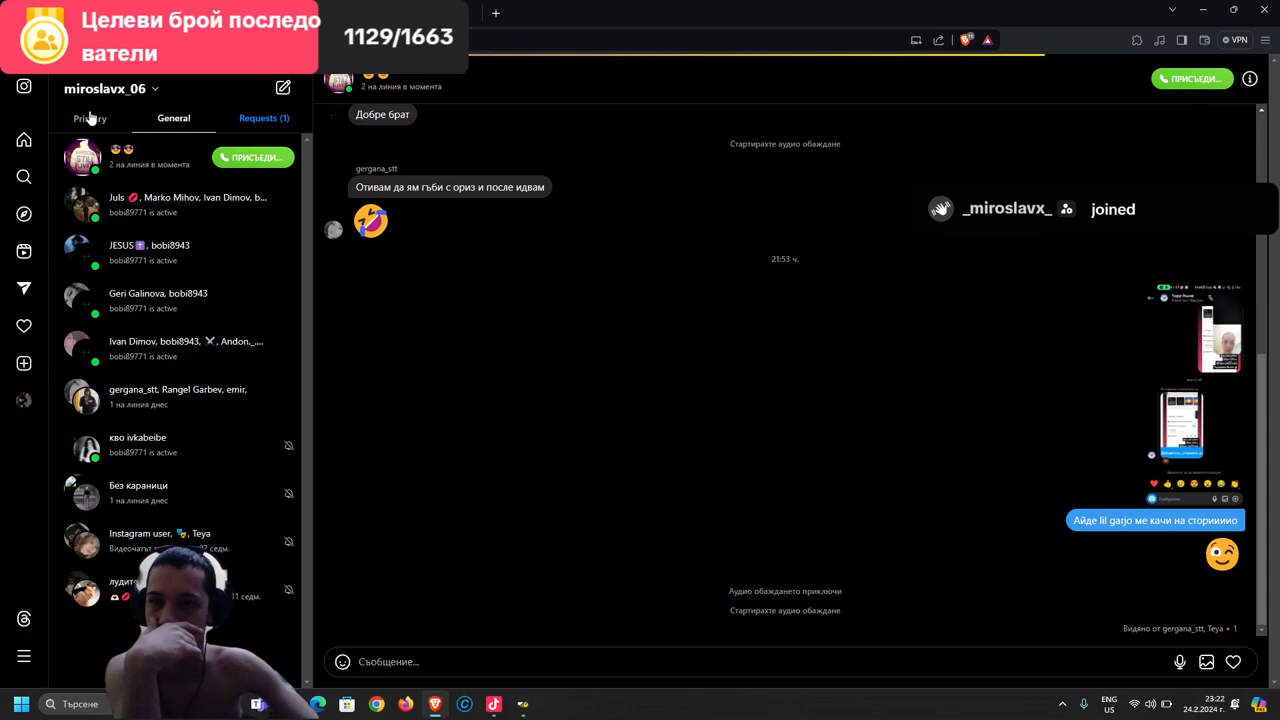 Целеви брой последо
ватели
1129/1663
VPN
miroslavx_06
Primary
General
Requests (1)
2 на линия в момента
ПРИСЪЕДИ...
Juls 💋, Marko Mihov, Ivan Dimov, b...
bobi89771 is active
JESUS✝️, bobi8943
bobi89771 is active
Geri Galinova, bobi8943
bobi89771 is active
Ivan Dimov, bobi8943, ⚔️, Andon._,...
bobi89771 is active
gergana_stt, Rangel Garbev, emir,
1 на линия днес
кво ivkabeibe
bobi89771 is active
Без караници
1 на линия днес
Instagram user, 🎭, Teya
седм.
31 седм.
2 на линия в момента
ПРИСЪЕДИ...
Добре брат
Стартирахте аудио обаждане
gergana_stt
Отивам да ям гъби с ориз и после идвам
_miroslavx_ joined
21:53 ч.
Айде lil garjo ме качи на сториииио
Аудио обаждането приключи
Стартирахте аудио обаждане
Видяно от gergana_stt, Teya + 1
Съобщение...
Търсене
ENG
US
23:22
24.2.2024 г.